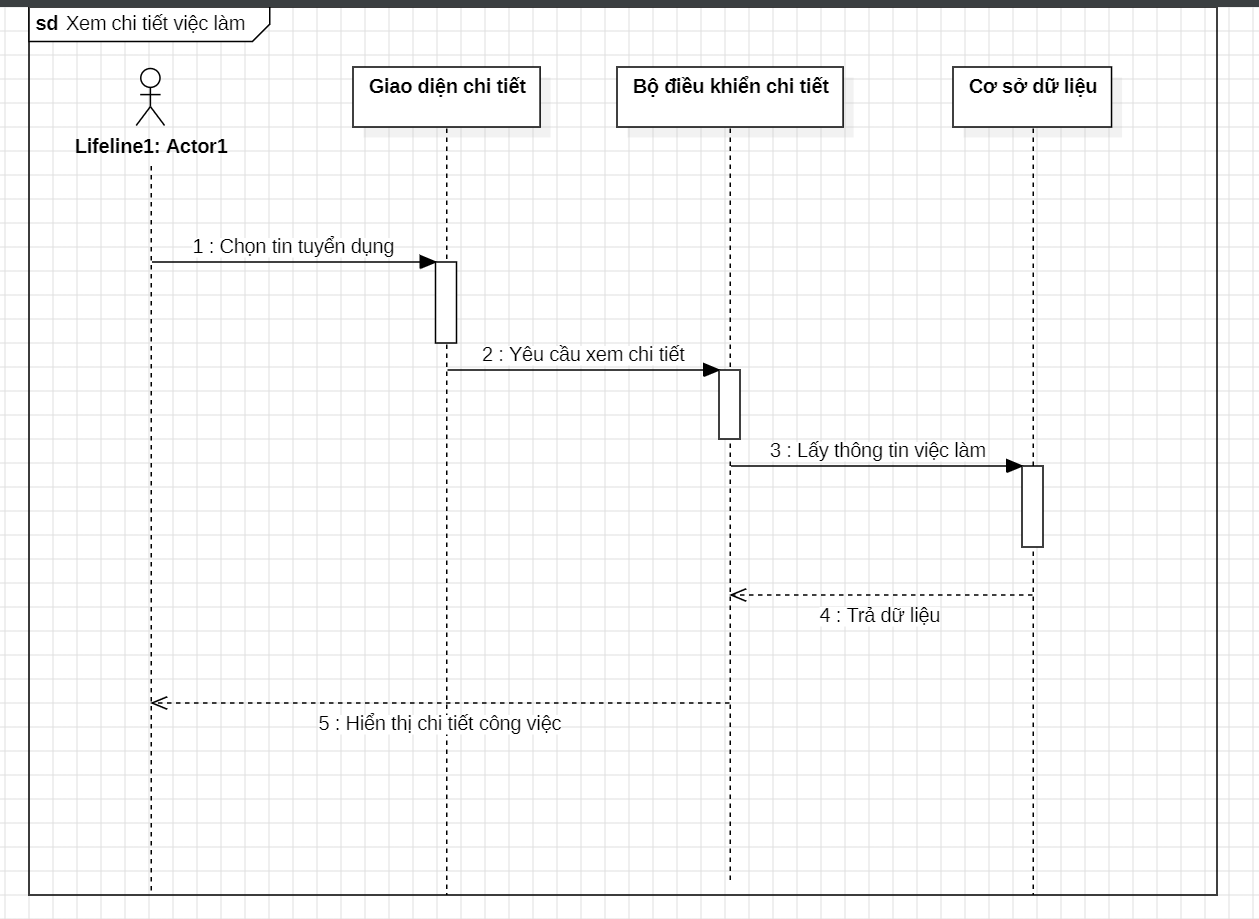 sd Xem chi tiết việc làm
Giao diện chi tiết
Bộ điều khiển chi tiết
Cơ sở dữ liệu
Lifeline1: Actor1
1 : Chọn tin tuyển dụng
2 : Yêu cầu xem chi tiết
3 : Lấy thông tin việc làm
4 : Trả dữ liệu
5 : Hiển thị chi tiết công việc